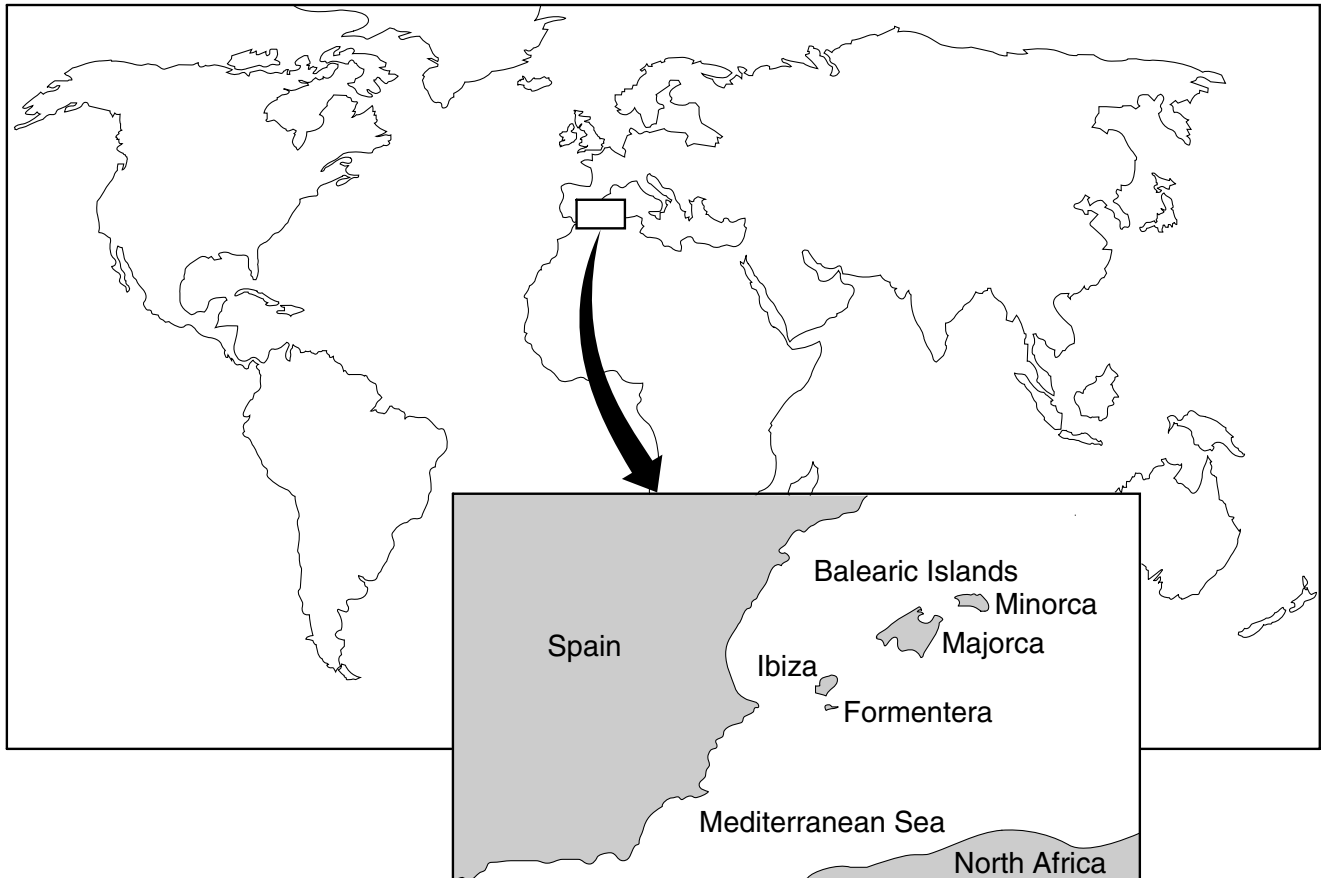 Balearic Islands
Minorca
Spain
Majorca
Ibiza
Formentera
Mediterranean Sea
North Africa